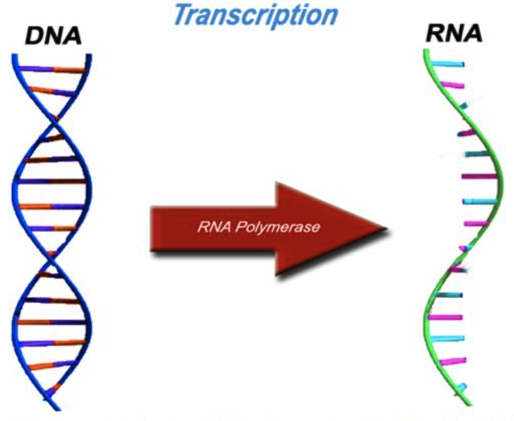 Transcription
DNA
RNA
RNA Polymerase